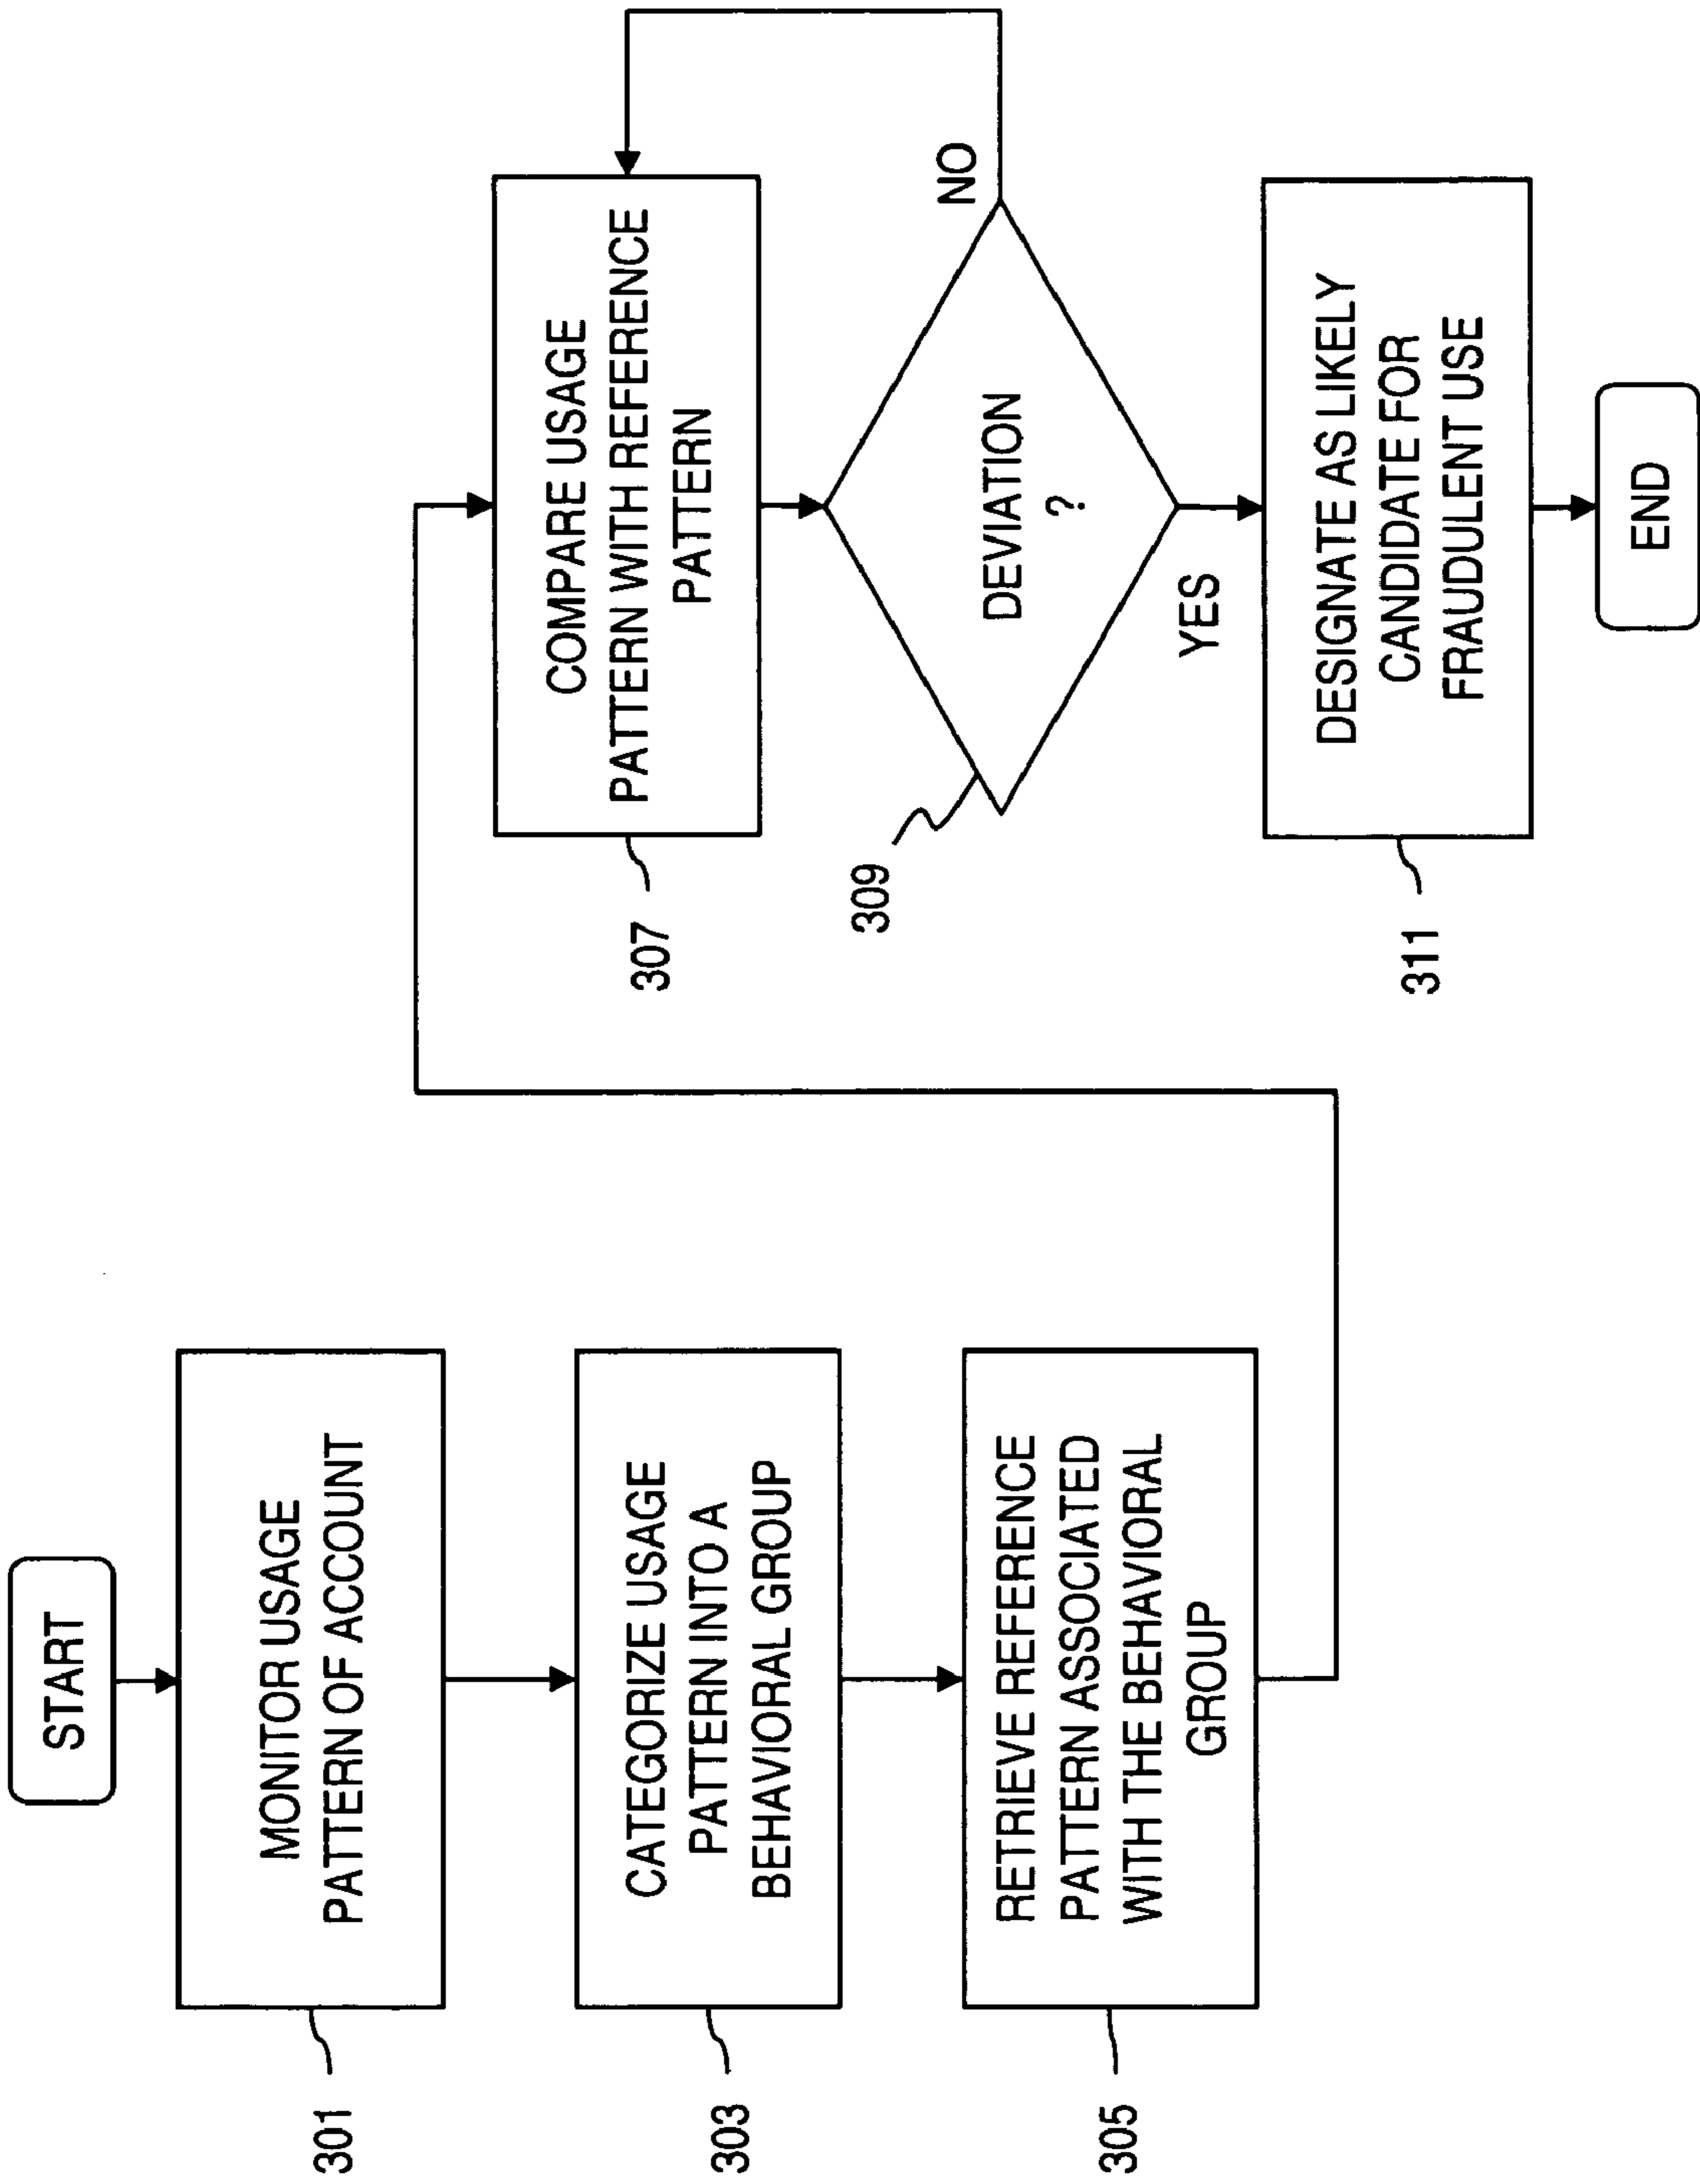 START
MONITOR USAGE
PATTERN OF ACCOUNT
301
CATEGORIZE USAGE
PATTERN INTO A
BEHAVIORAL GROUP
303
RETRIEVE REFERENCE
PATTERN ASSOCIATED
WITH THE BEHAVIORAL
GROUP
305
COMPARE USAGE
PATTERN WITH REFERENCE
PATTERN
307
DEVIATION
?
309
NO
YES
DESIGNATE AS LIKELY
CANDIDATE FOR
FRAUDULENT USE
311
END